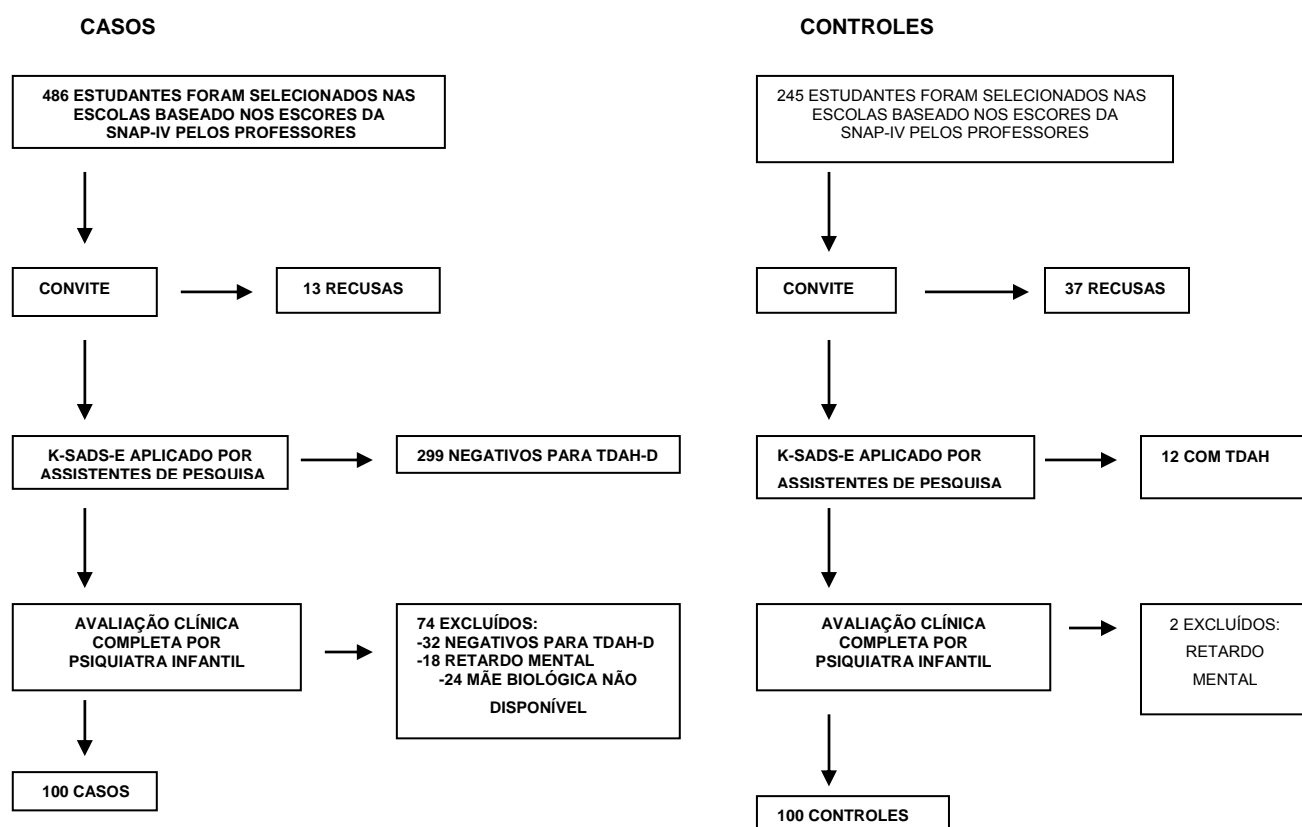 CASOS
486 ESTUDANTES FORAM SELECIONADOS NAS
ESCOLAS BASEADO NOS ESCORES DA
SNAP-IV PELOS PROFESSORES
CONVITE
13 RECUSAS
K-SADS-E APLICADO POR
ASSISTENTES DE PESQUISA
299 NEGATIVOS PARA TDAH-D
AVALIAÇÃO CLÍNICA
COMPLETA POR
PSIQUIATRA INFANTIL
74 EXCLUÍDOS:
-32 NEGATIVOS PARA TDAH-D
-18 RETARDO MENTAL
-24 MÃE BIOLÓGICA NÃO
DISPONÍVEL
100 CASOS
CONTROLES
245 ESTUDANTES FORAM SELECIONADOS NAS
ESCOLAS BASEADO NOS ESCORES DA
SNAP-IV PELOS PROFESSORES
CONVITE
37 RECUSAS
K-SADS-E APLICADO POR
ASSISTENTES DE PESQUISA
12 COM TDAH
AVALIAÇÃO CLÍNICA
COMPLETA POR
PSIQUIATRA INFANTIL
2 EXCLUÍDOS:
RETARDO
MENTAL
100 CONTROLES